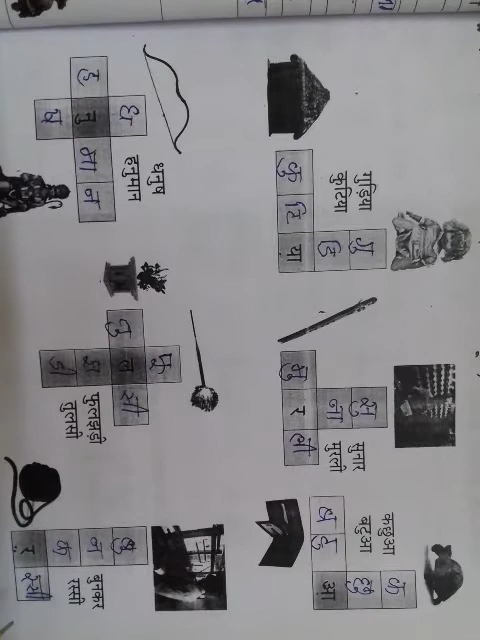 गुड़िया
कुटिया
गु
ड़ि
कु टि या
सुनार
मुरली
सु
ना
मु र ली
कछुआ
बटुआ
क
छु
ब टु आ
धनुष
हनुमान
ध
ह नु मा न
ष
फुलझड़ी
तुलसी
फु
तु ल सी
झ
ड़ी
बुनकर
रस्सी
बु
न
क
र स्सी